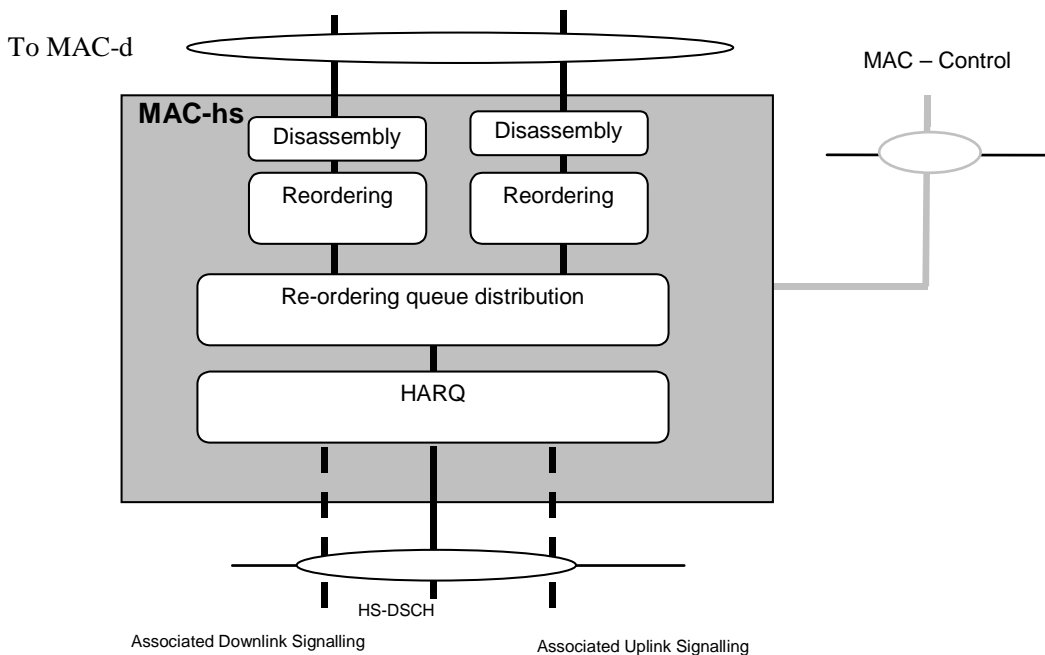 To MAC-d
MAC – Control
MAC-hs
Disassembly
Disassembly
Reordering
Reordering
Re-ordering queue distribution
HARQ
HS-DSCH
Associated Downlink Signalling
Associated Uplink Signalling